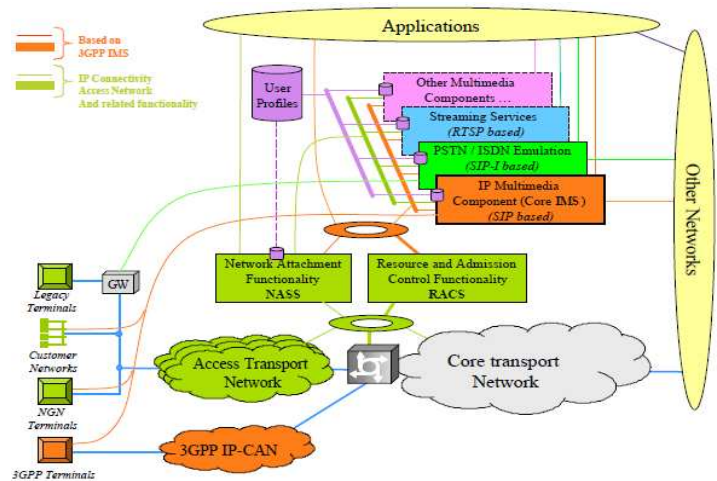 Applications
Based on
3GPP IMS
IP Connectivity
Access Network
And related functionality
User
Profiles
Other Multimedia
Components ...
Streaming Services
(RTSP based)
PSTN / ISDN Emulation
(SIP-I based)
IP Multimedia
Component (Core IMS )
(SIP based)
Other Networks
Network Attachment
Functionality
NASS
Resource and Admission
Control Functionality
RACS
GW
Legacy
Terminals
Customer
Networks
NGN
Terminals
3GPP Terminals
Access Transport
Network
Core transport
Network
3GPP IP-CAN